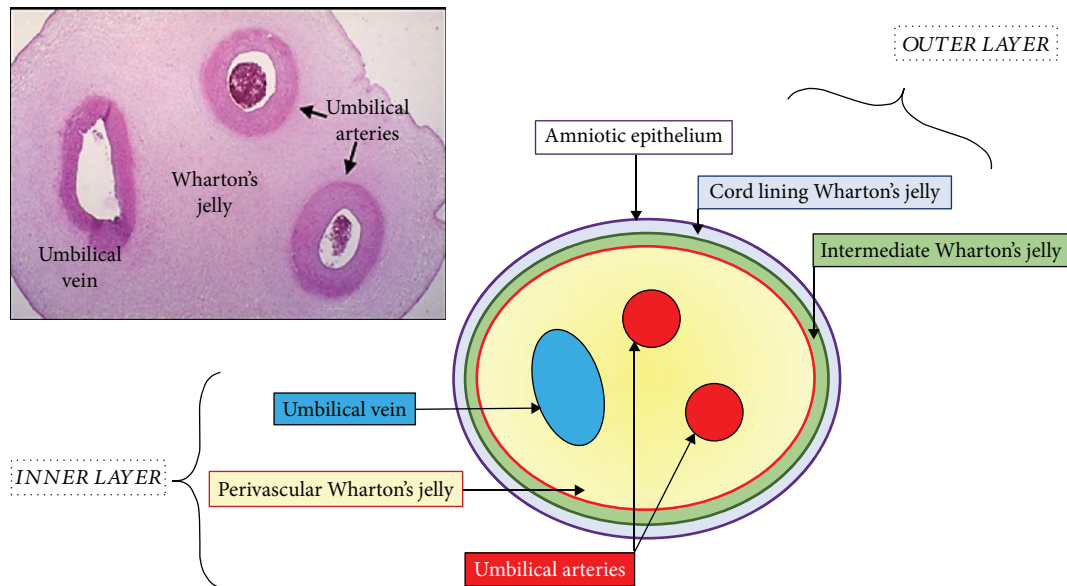 Umbilical
arteries
Wharton's
jelly
Umbilical
vein
OUTER LAYER
Amniotic epithelium
Cord lining Wharton's jelly
Intermediate Wharton's jelly
Umbilical vein
INNER LAYER
Perivascular Wharton's jelly
Umbilical arteries